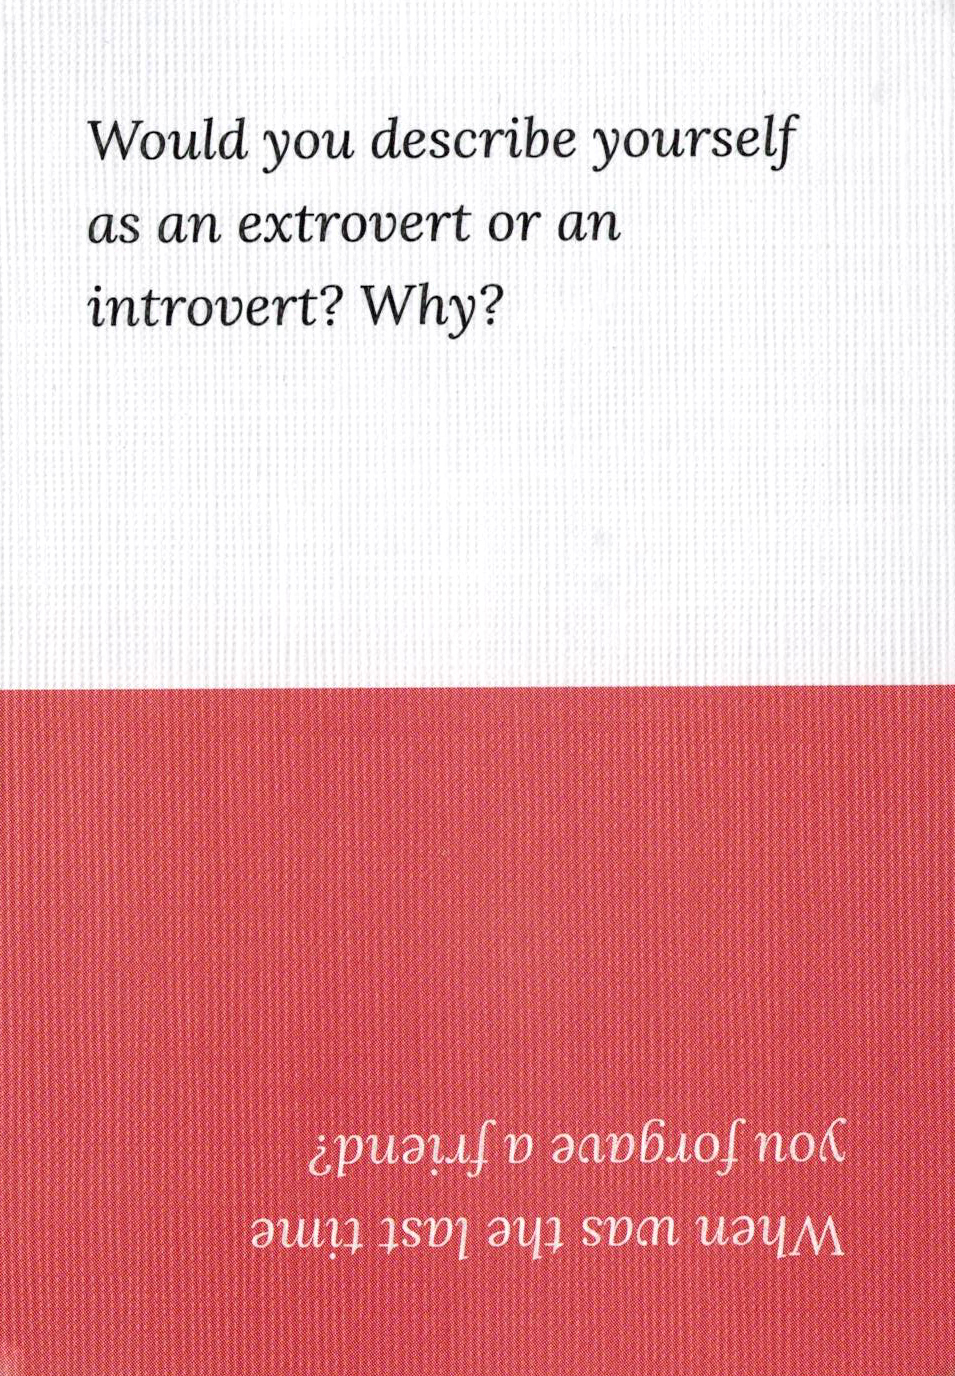 Would you describe yourself
as an extrovert or an
introvert? Why?
When was the last time
you forgave a friend?